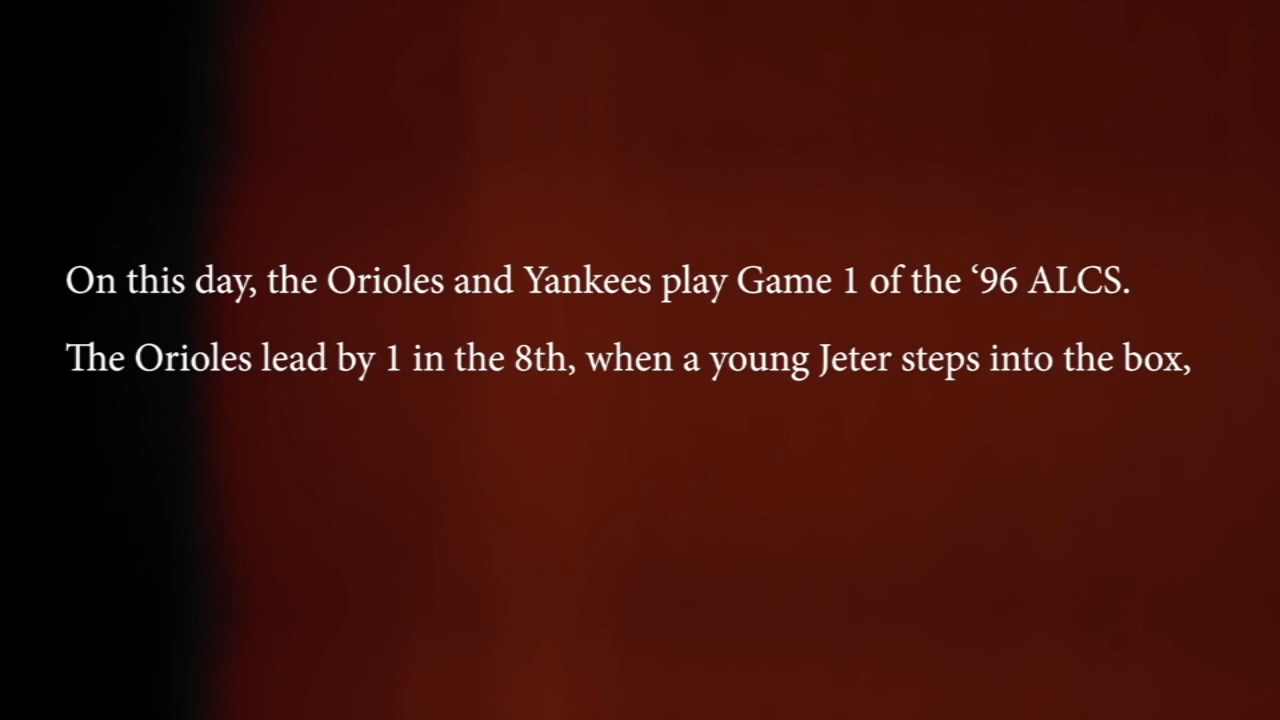 On this day, the Orioles and Yankees play Game 1 of the ‘96 ALCS.
The Orioles lead by 1 in the 8th, when a young Jeter steps into the box,